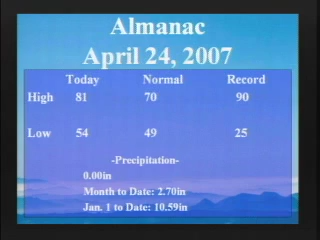 Almanac
April 24, 2007
Today Normal Record
High 81 70 90
Low 54 49 25
-Precipitation-
0.00in
Month to Date: 2.70in
Jan. 1 to Date: 10.59in